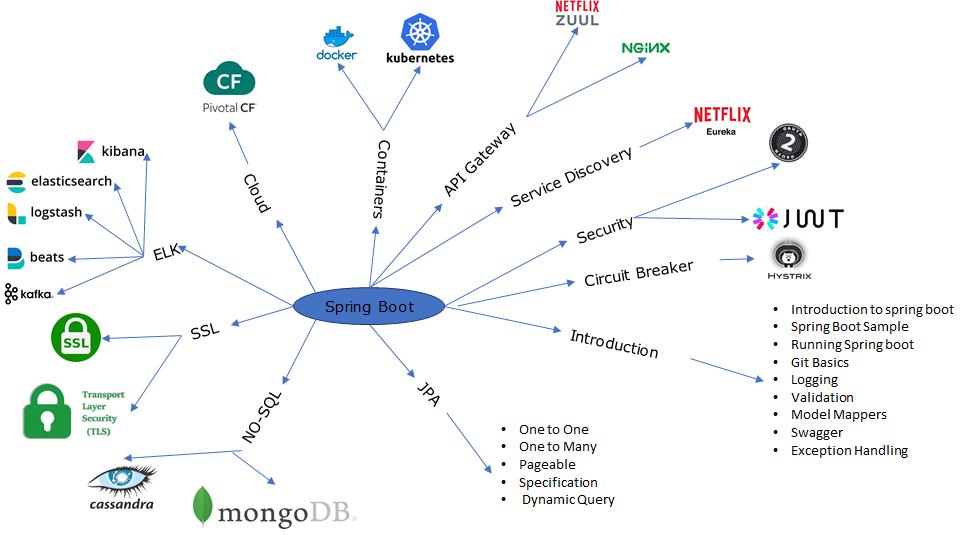 NETFLIX
ZUUL
NGINX
docker
kubernetes
CF
Pivotal CF
API Gateway
Containers
Cloud
NETFLIX
Eureka
Service Discovery
OAUTH
2
OAUTH
kibana
elasticsearch
logstash
beats
kafka
ELK
Security
JWT
Circuit Breaker
HYSTRIX
Spring Boot
SSL
SSL
Introduction
• Introduction to spring boot
• Spring Boot Sample
• Running Spring boot
• Git Basics
• Logging
• Validation
• Model Mappers
• Swagger
• Exception Handling
Transport
Layer
Security
(TLS)
NO-SQL
JPA
• One to One
• One to Many
• Pageable
• Specification
• Dynamic Query
cassandra
mongoDB®